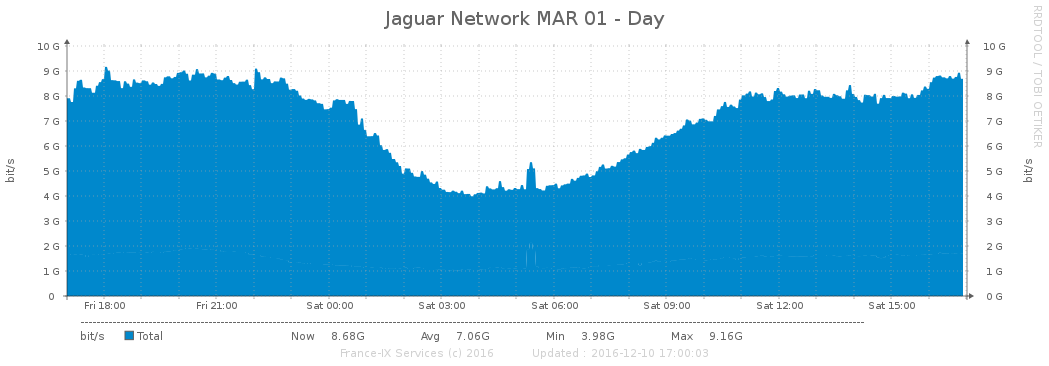 Jaguar Network MAR 01 - Day
RRDTOOL / TOBI OETIKER
10 G 10 G
9 G 9 G
8 G 8 G
7 G 7 G
6 G 6 G
bit/s 5 G 5 G bit/s
4 G 4 G
3 G 3 G
2 G 2 G
1 G 1 G
0 0 G
Fri 18:00 Fri 21:00 Sat 00:00 Sat 03:00 Sat 06:00 Sat 09:00 Sat 12:00 Sat 15:00
bit/s Total Now 8.68G Avg 7.06G Min 3.98G Max 9.16G
France-IX Services (c) 2016 Updated : 2016-12-10 17:00:03